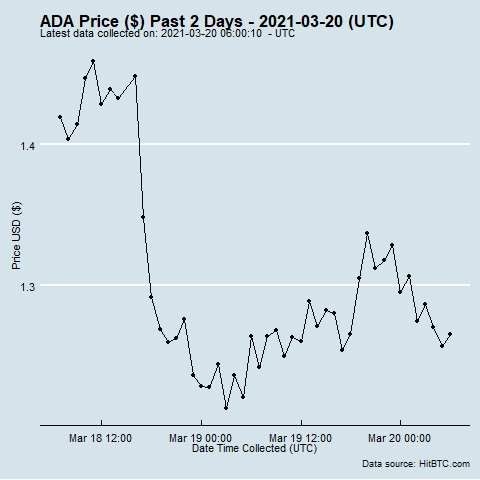 ADA Price ($) Past 2 Days - 2021-03-20 (UTC)
Latest data collected on: 2021-03-20 06:00:10  - UTC
1.4
1.3
Price USD ($)
Mar 18 12:00
Mar 19 00:00
Mar 19 12:00
Mar 20 00:00
Date Time Collected (UTC)
Data source: HitBTC.com